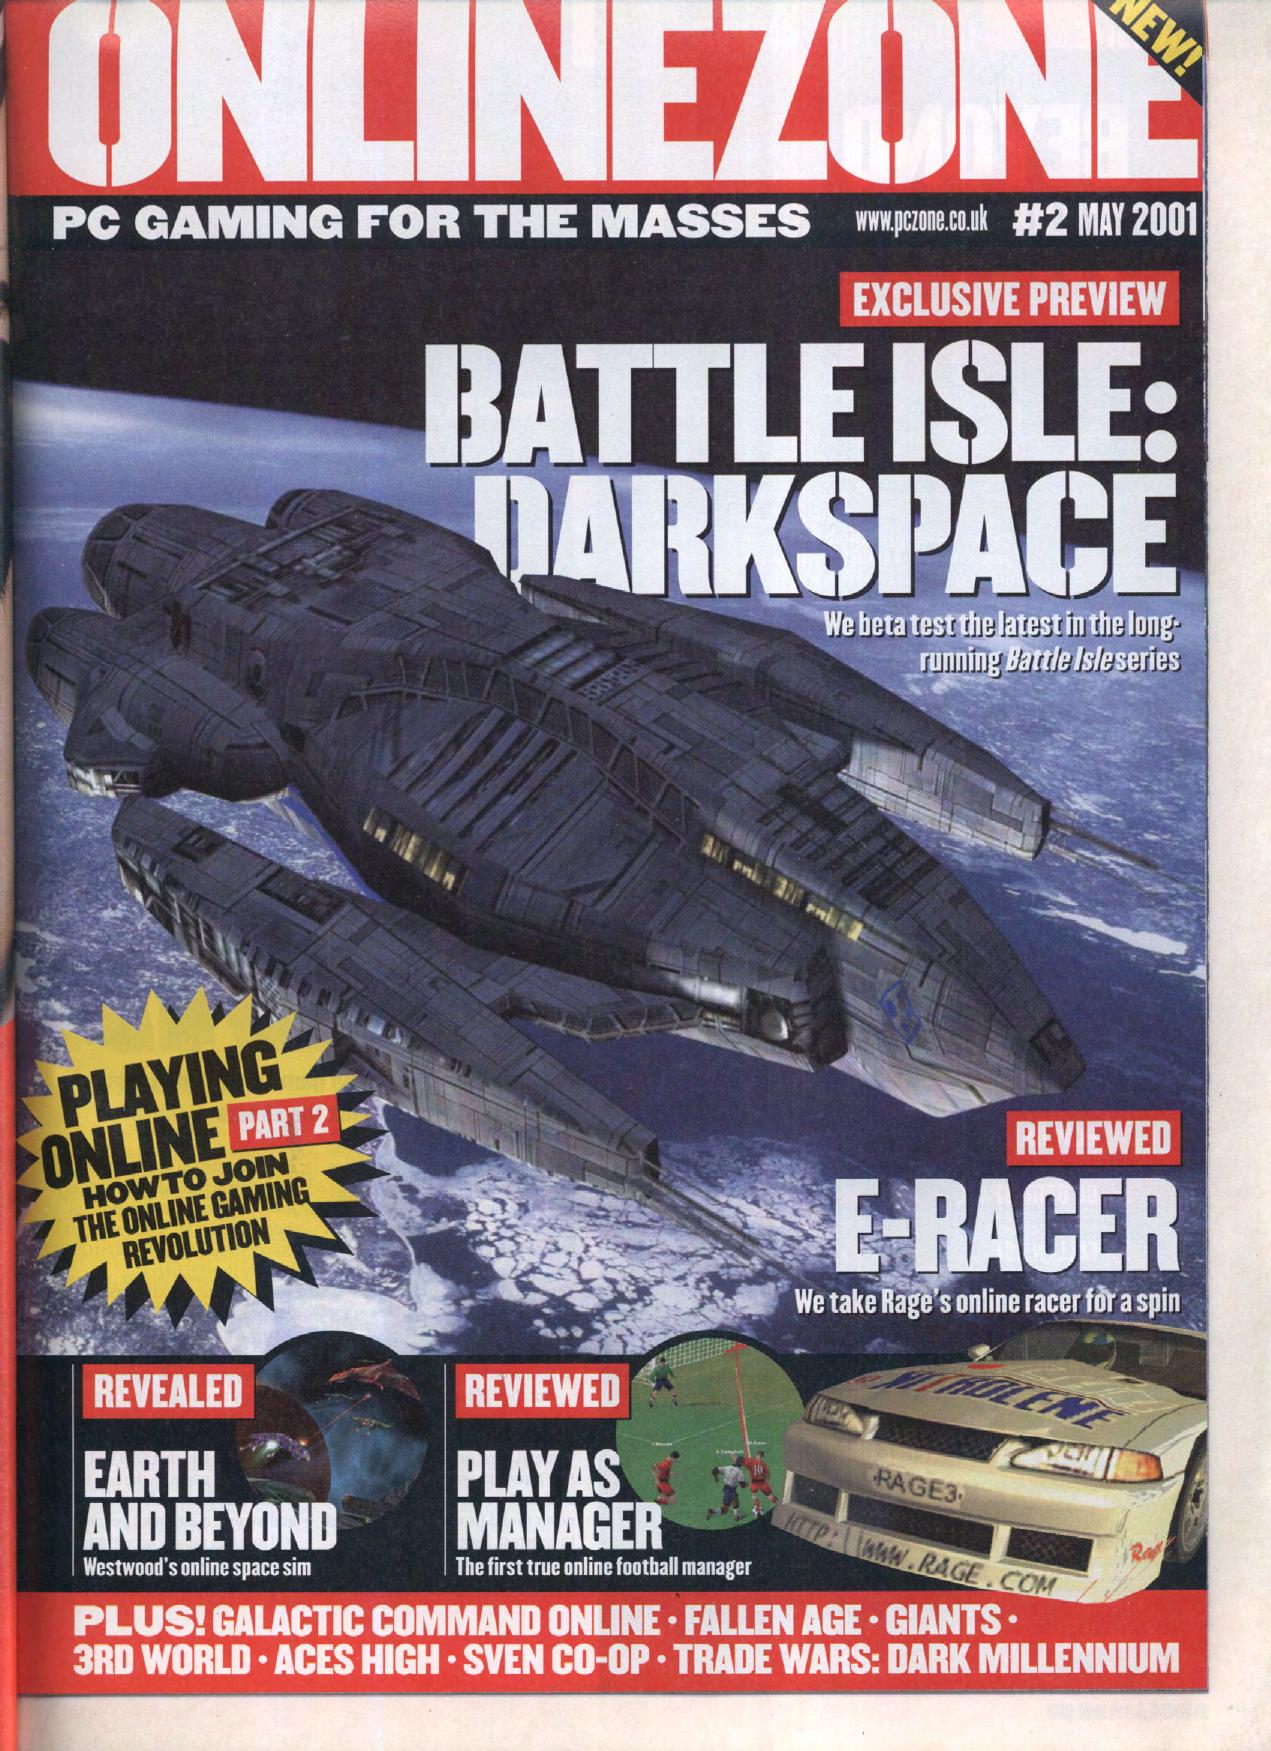 ONLINEZONE
NEW!
PC GAMING FOR THE MASSES
www.pczone.co.uk
#2 MAY 2001
EXCLUSIVE PREVIEW
BATTLE ISLE:
DARKSPACE
We beta test the latest in the long-
running Battle Isle series
PLAYING
ONLINE PART 2
HOW TO JOIN
THE ONLINE GAMING
REVOLUTION
REVIEWED
E-RACER
We take Rage's online racer for a spin
REVEALED
EARTH
AND BEYOND
Westwood's online space sim
REVIEWED
PLAY AS
MANAGER
The first true online football manager
NITROLENE
·RAGE3·
HTTP:\\WWW.RAGE.COM
Rage
PLUS! GALACTIC COMMAND ONLINE · FALLEN AGE · GIANTS ·
3RD WORLD · ACES HIGH · SVEN CO-OP · TRADE WARS: DARK MILLENNIUM